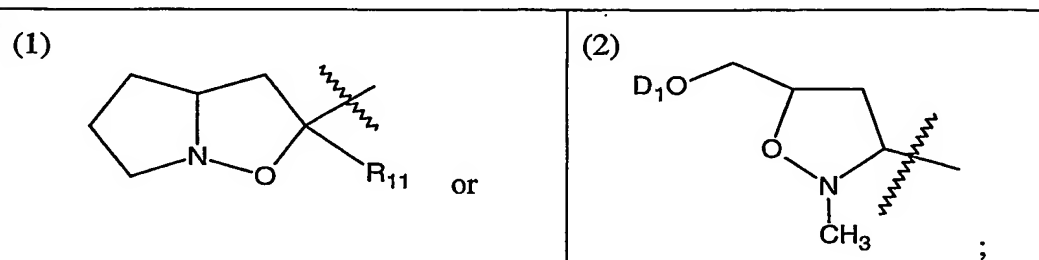 (1)
N
O
R11
or
(2)
D1O
O
N
CH3
;